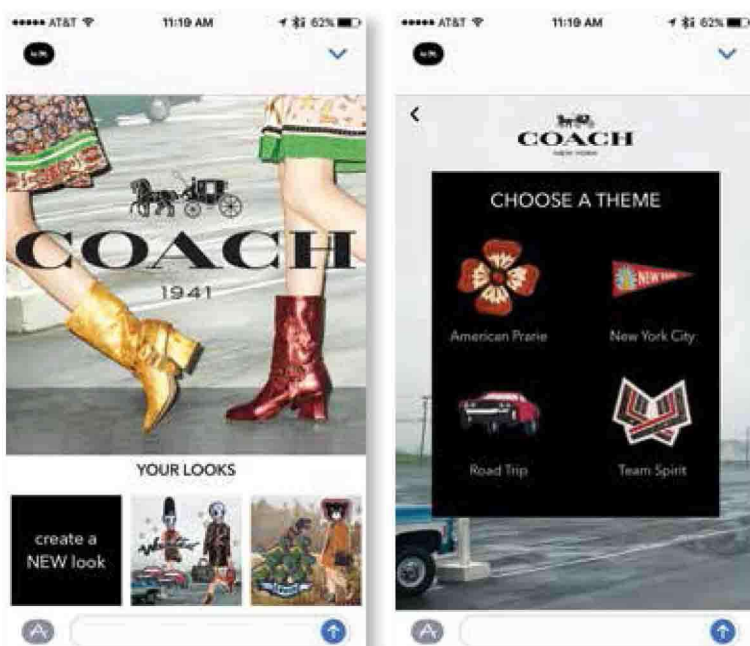 AT&T 11:19 AM 62%
COACH
1941
YOUR LOOKS
create a
NEW look
AT&T 11:19 AM 62%
COACH
NEW YORK
CHOOSE A THEME
NEW YORK
American Prarie New York City
Road Trip Team Spirit